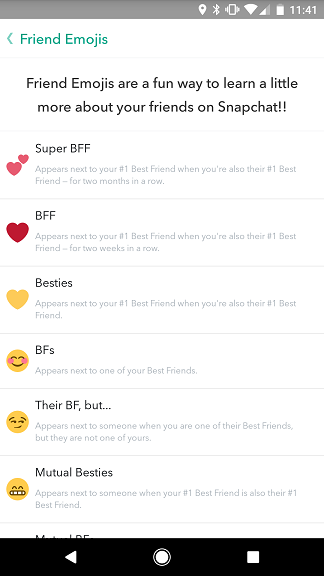 11:41
Friend Emojis
Friend Emojis are a fun way to learn a little
more about your friends on Snapchat!!
Super BFF
Appears next to your #1 Best Friend when you're also their #1 Best
Friend – for two months in a row.
BFF
Appears next to your #1 Best Friend when you're also their #1 Best
Friend – for two weeks in a row.
Besties
Appears next to your #1 Best Friend when you're also their #1 Best
Friend.
BFs
Appears next to one of your Best Friends.
Their BF, but...
Appears next to someone when you are one of their Best Friends,
but they are not one of yours.
Mutual Besties
Appears next to someone when your #1 Best Friend is also their #1
Best Friend.